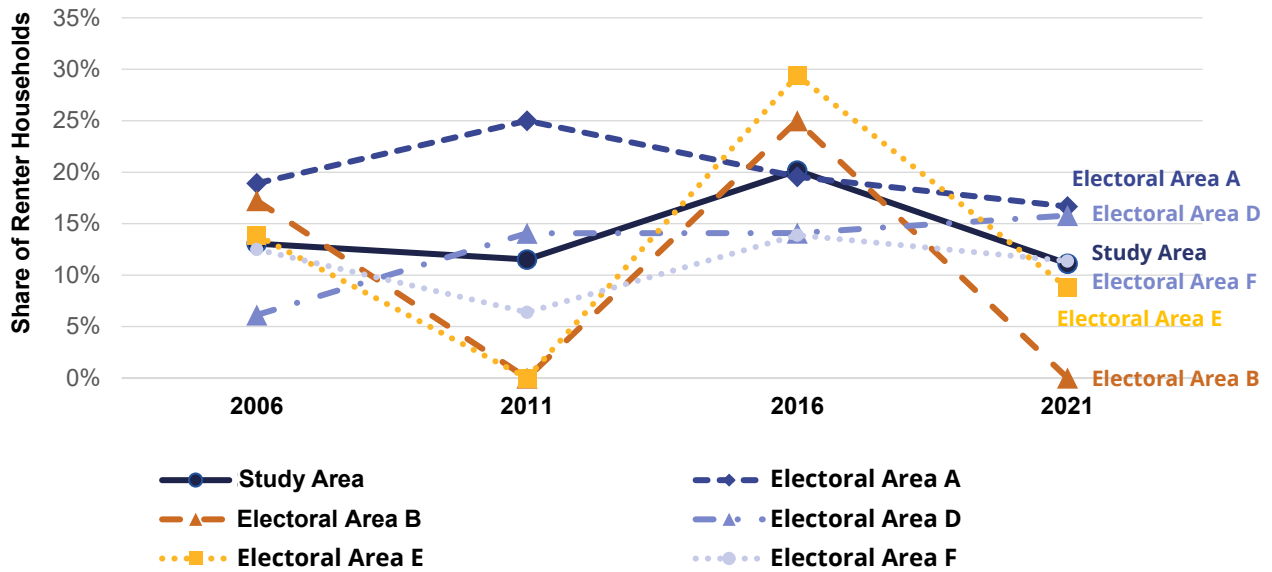 Share of Renter Households
35%
30%
25%
20%
15%
10%
5%
0%
2006 2011 2016 2021
Electoral Area A
Electoral Area D
Study Area
Electoral Area F
Electoral Area E
Electoral Area B
Study Area Electoral Area A
Electoral Area B Electoral Area D
Electoral Area E Electoral Area F